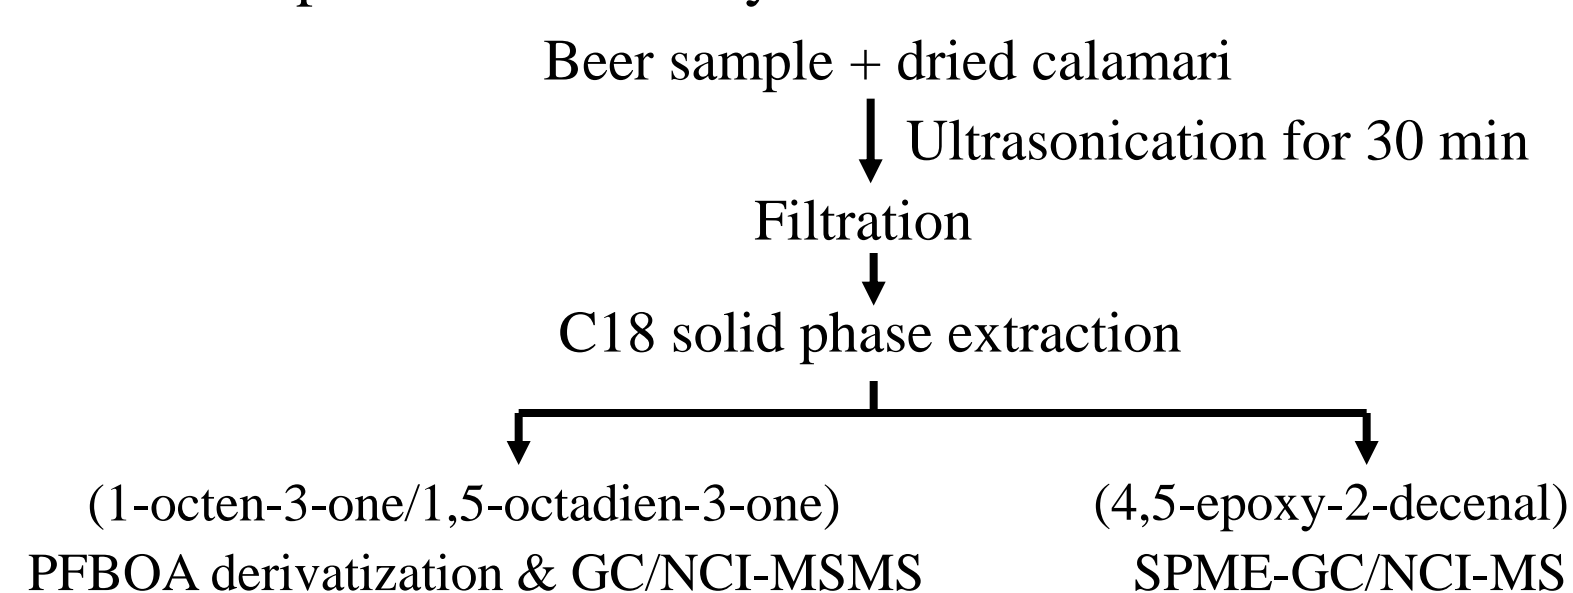 Beer sample + dried calamari
Ultrasonication for 30 min
Filtration
C18 solid phase extraction
(1-octen-3-one/1,5-octadien-3-one)
(4,5-epoxy-2-decenal)
PFBOA derivatization & GC/NCI-MSMS
SPME-GC/NCI-MS